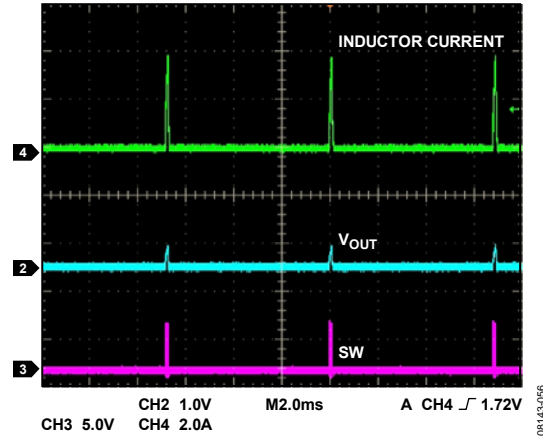 INDUCTOR CURRENT
4
VOUT
2
SW
3
CH2 1.0V M2.0ms A CH4 1.72V
CH3 5.0V CH4 2.0A
08143-056